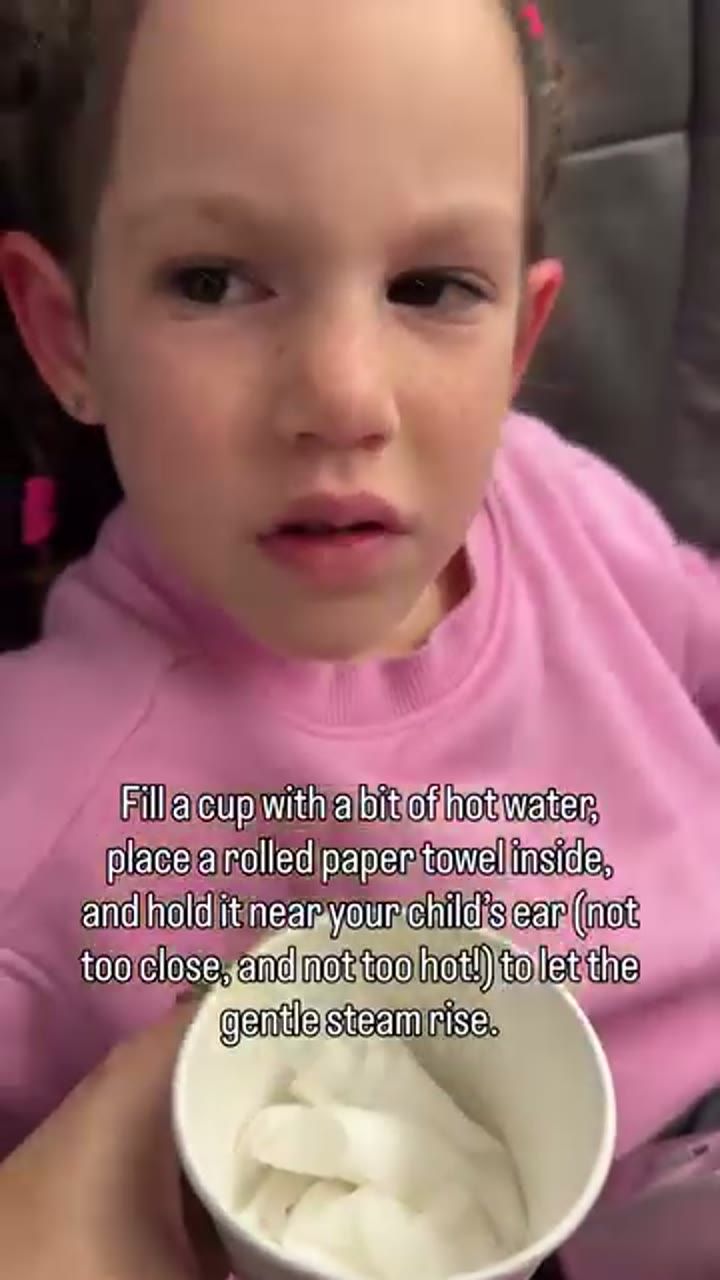 Fill a cup with a bit of hot water,
place a rolled paper towel inside,
and hold it near your child's ear (not
too close, and not too hot!) to let the
gentle steam rise.